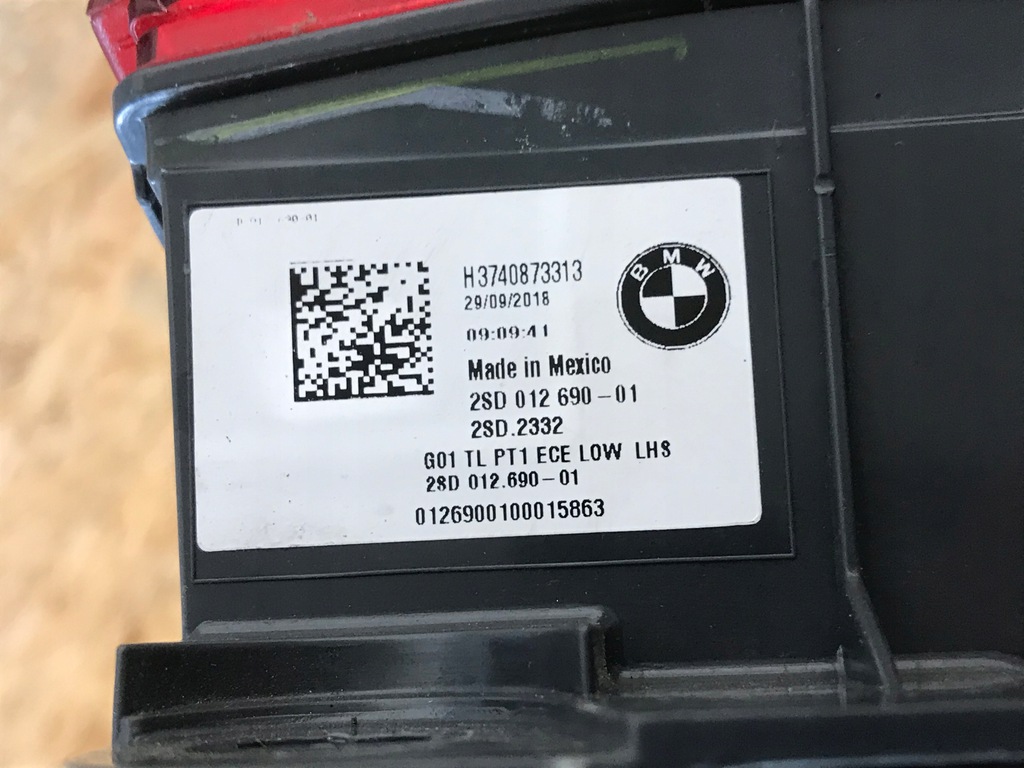 H3740873313
29/09/2018
BMW
09:09:41
Made in Mexico
2SD 012 690-01
2SD.2332
G01 TL PT1 ECE LOW LHS
2SD 012.690-01
0126900100015863